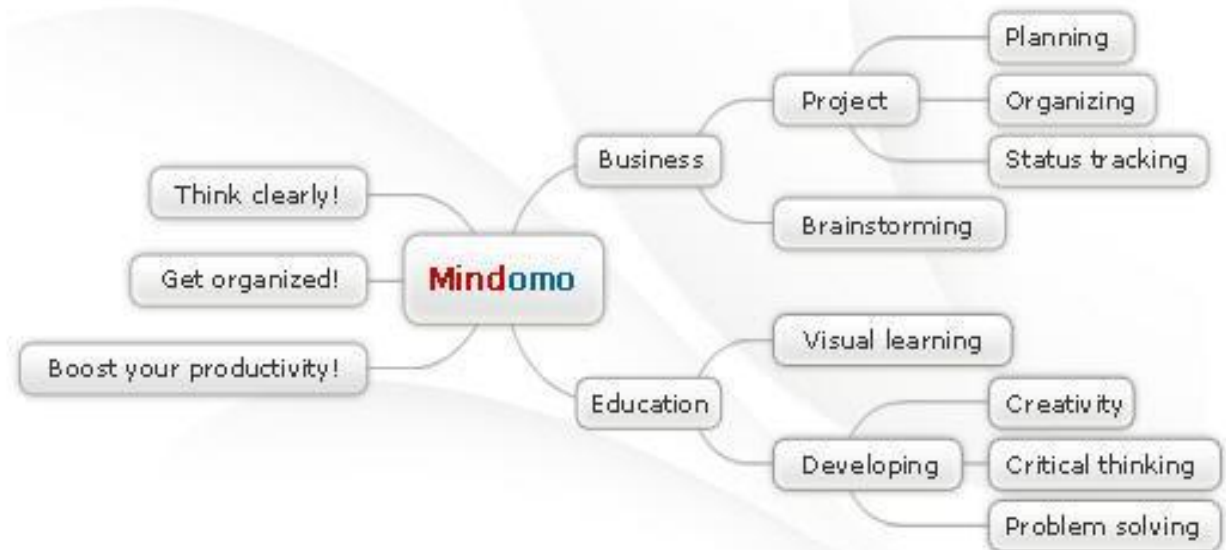 Think clearly!
Get organized!
Boost your productivity!
Mindomo
Business
Project
Planning
Organizing
Status tracking
Brainstorming
Education
Visual learning
Developing
Creativity
Critical thinking
Problem solving